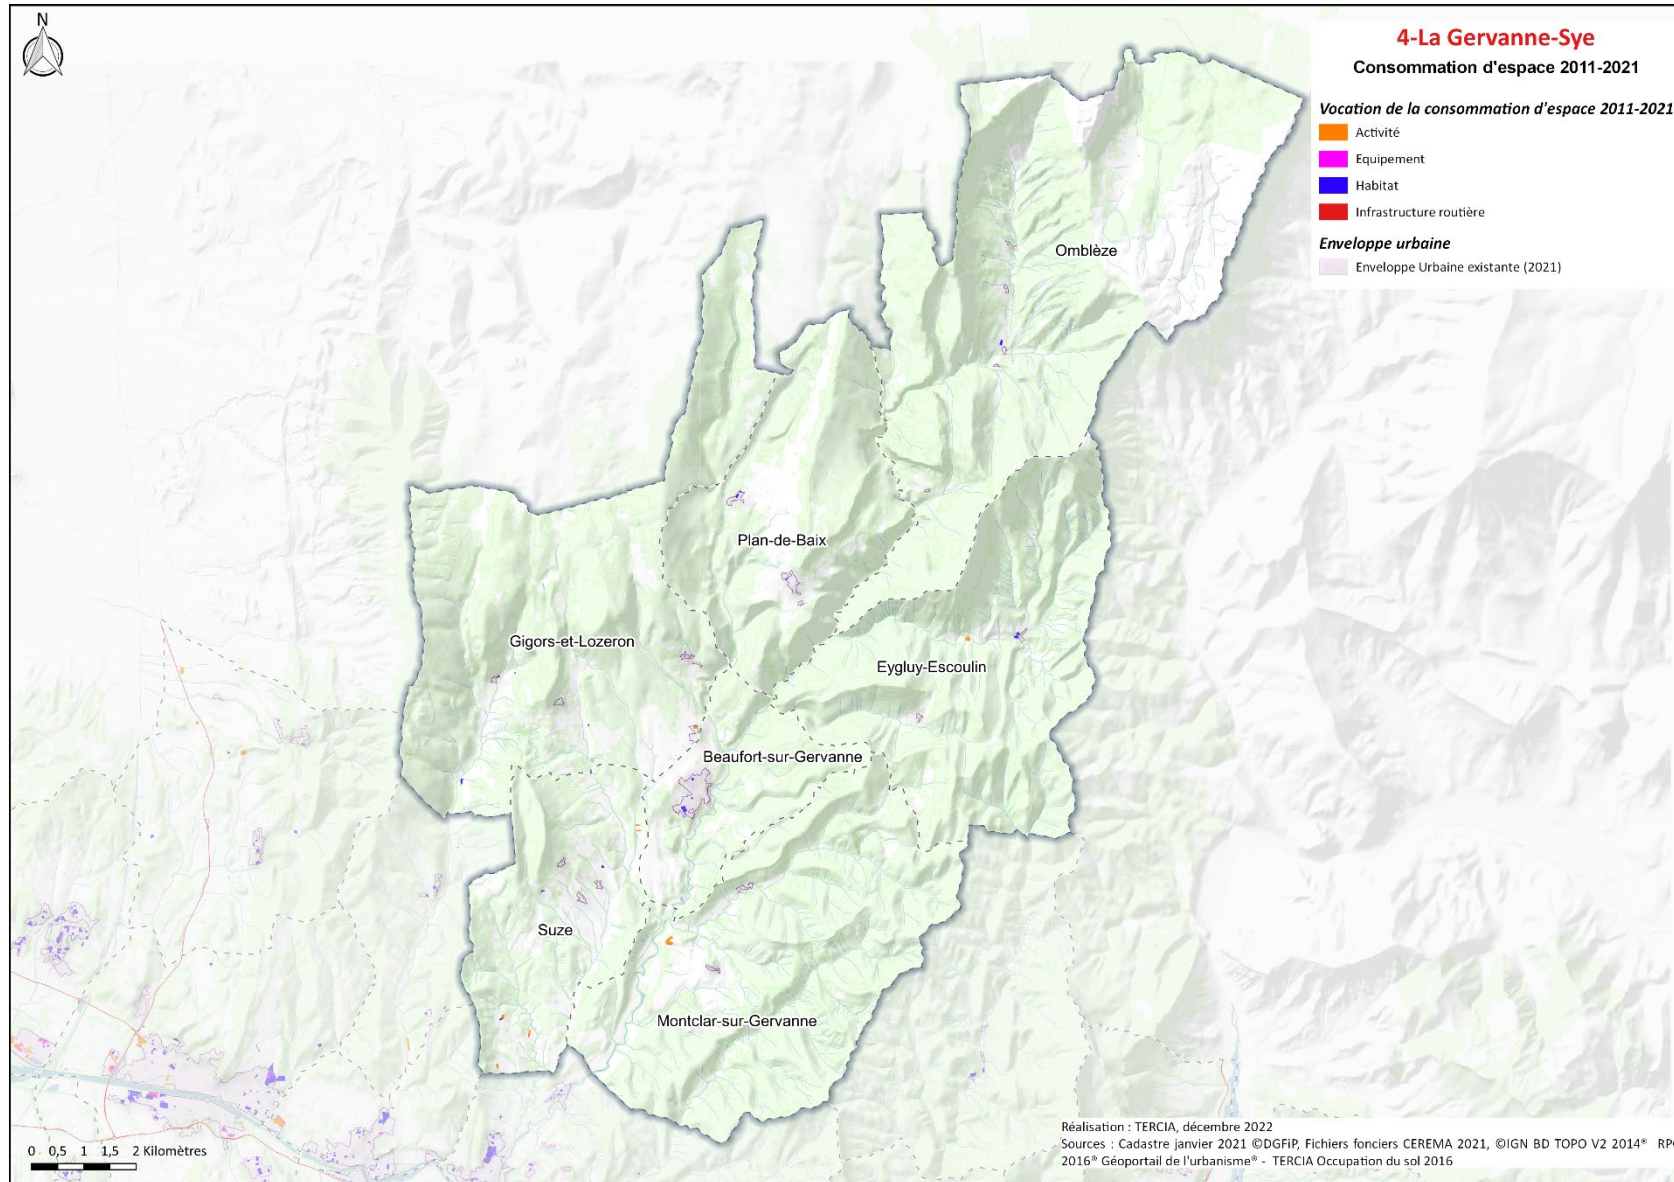 N
4-La Gervanne-Sye
Consommation d'espace 2011-2021
Vocation de la consommation d'espace 2011-2021
Activité
Equipement
Habitat
Infrastructure routière
Enveloppe urbaine
Enveloppe Urbaine existante (2021)
Omblèze
Plan-de-Baix
Gigors-et-Lozeron
Eygluy-Escoulin
Beaufort-sur-Gervanne
Suze
Montclar-sur-Gervanne
0 0,5 1 1,5 2 Kilomètres
Réalisation : TERCIA, décembre 2022
Sources : Cadastre janvier 2021 ©DGFiP, Fichiers fonciers CEREMA 2021, ©IGN BD TOPO V2 2014® RPG
2016® Géoportail de l'urbanisme® - TERCIA Occupation du sol 2016